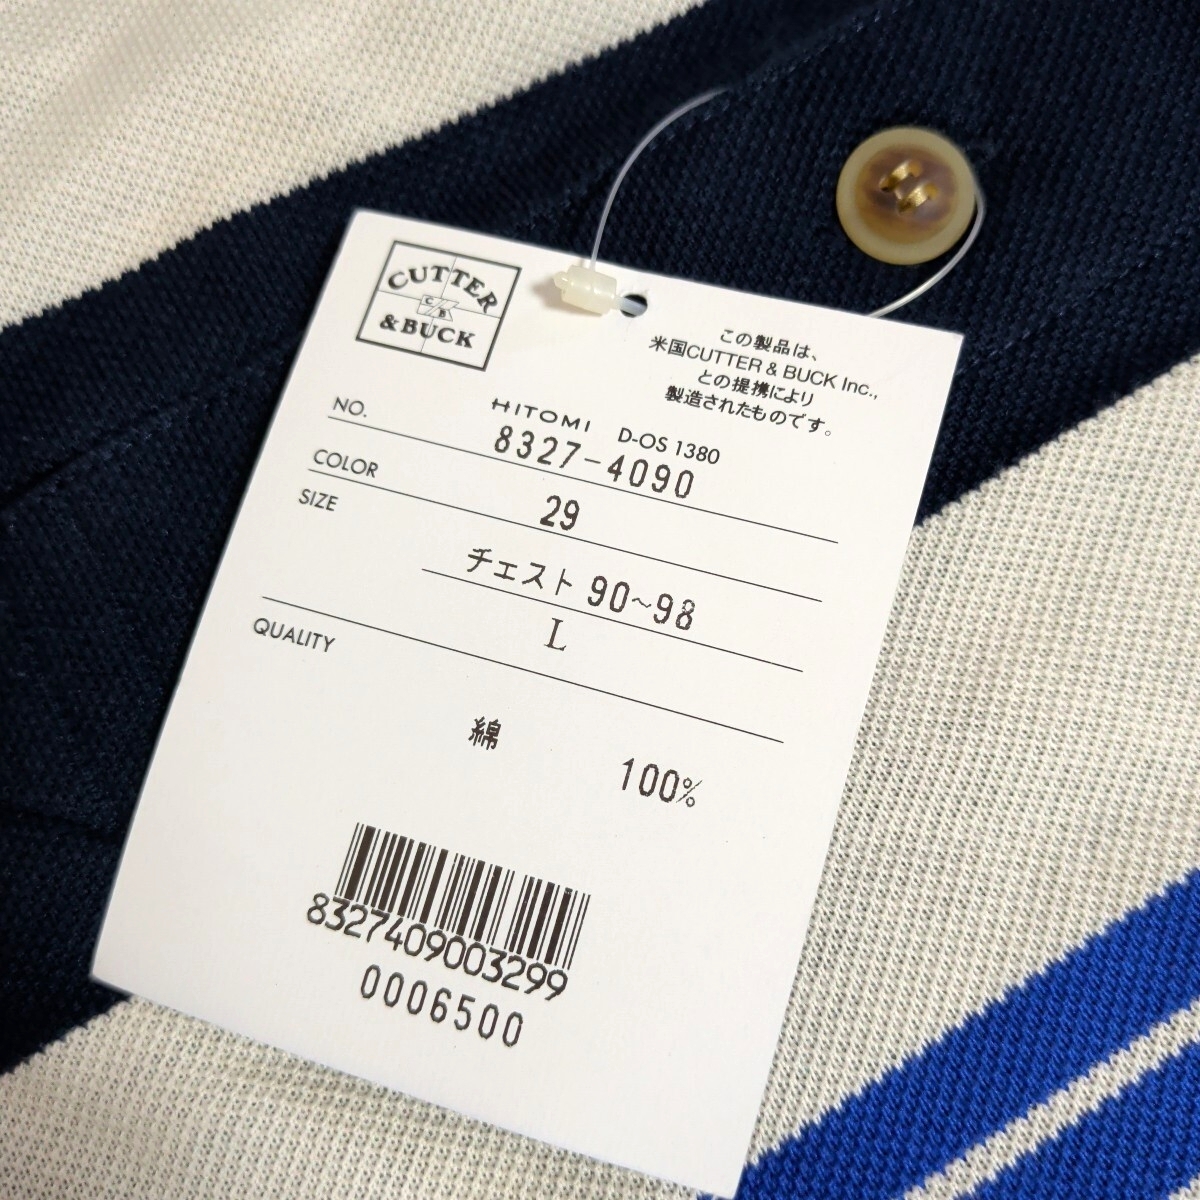 CUTTER
C
B
& BUCK
この製品は、
米国CUTTER & BUCK Inc.,
との提携により
製造されたものです。
HITOMI D-OS 1380
NO. 8327-4090
COLOR 29
SIZE チェスト 90~98
L
QUALITY
綿 100%
8327409003299
0006500